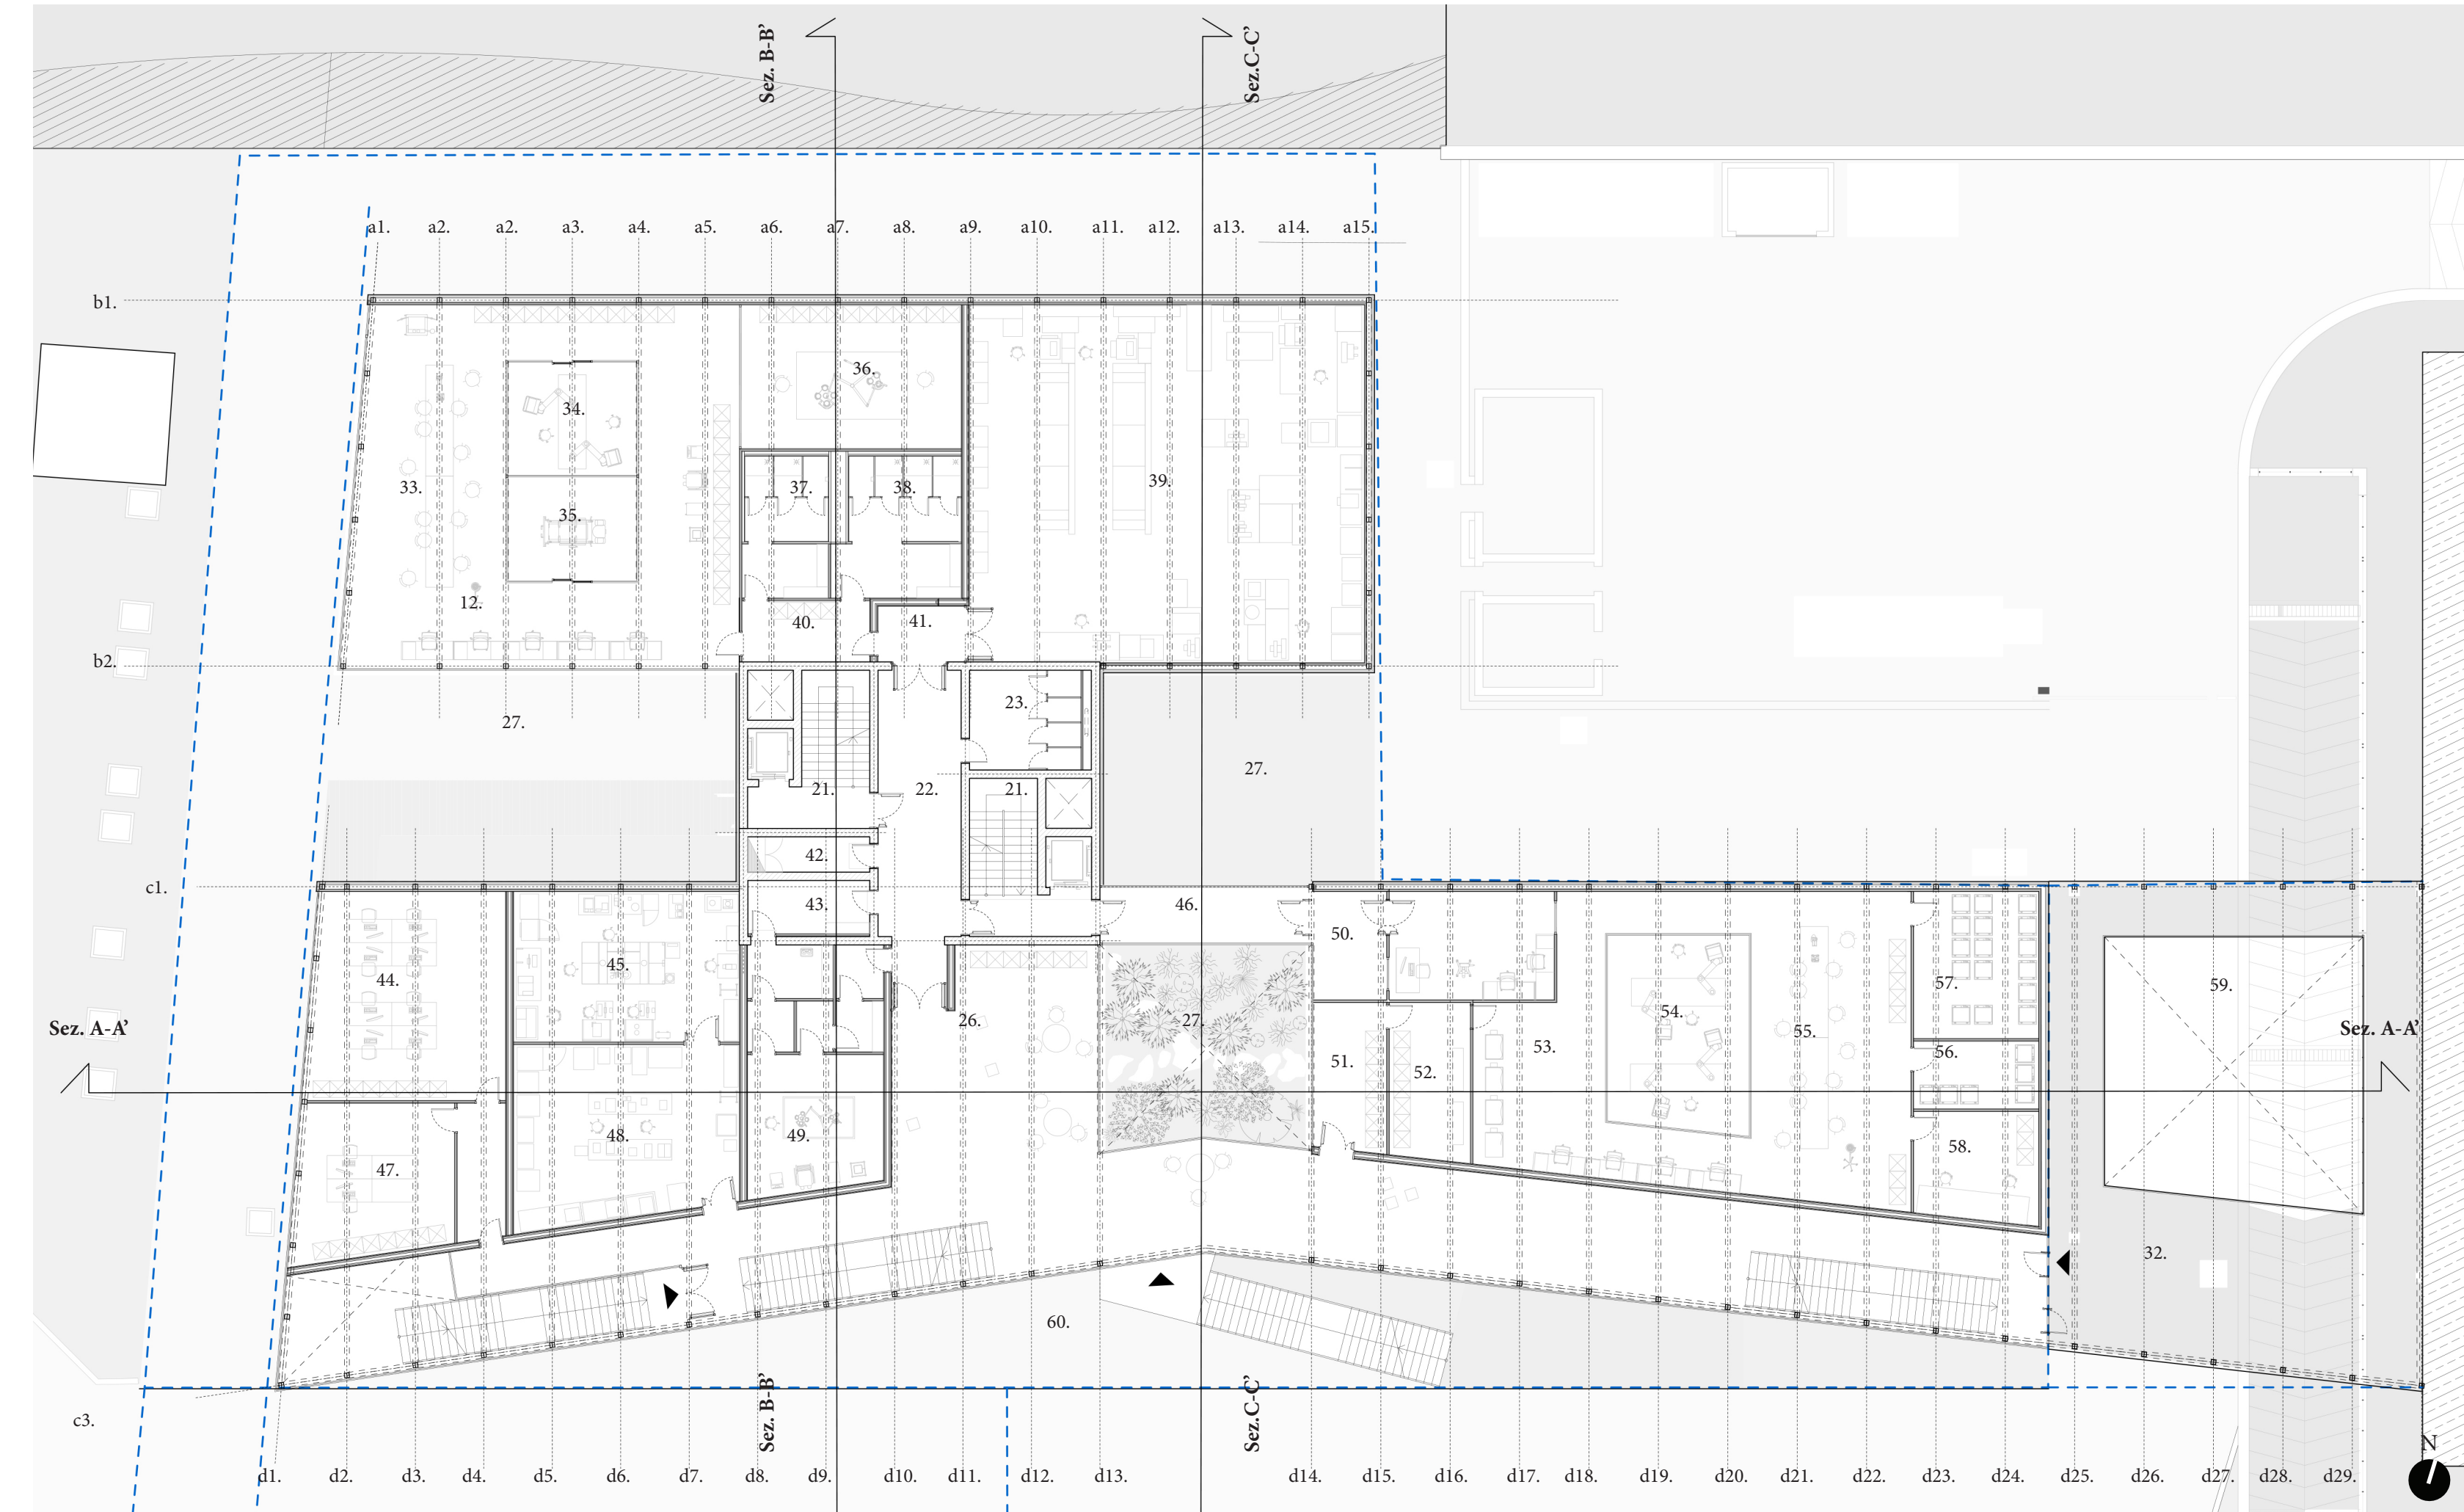 Sez. B-B'
Sez.C-C'
a1. a2. a2. a3. a4. a5. a6. a7. a8. a9. a10. a11. a12. a13. a14. a15.
b1.
36.
34.
33. 37. 38. 39.
35.
12. 40. 41.
b2.
27. 23.
27.
21. 22. 21.
42.
c1.
43. 46.
50.
44. 45. 57. 59.
Sez. A-A' 26. 27. 54. 55. Sez. A-A'
51. 52. 53. 56.
47. 48. 49. 58.
32.
60.
Sez. B-B'
Sez.C-C'
c3.
N
d1. d2. d3. d4. d5. d6. d7. d8. d9. d10. d11. d12. d13. d14. d15. d16. d17. d18. d19. d20. d21. d22. d23. d24. d25. d26. d27. d28. d29.